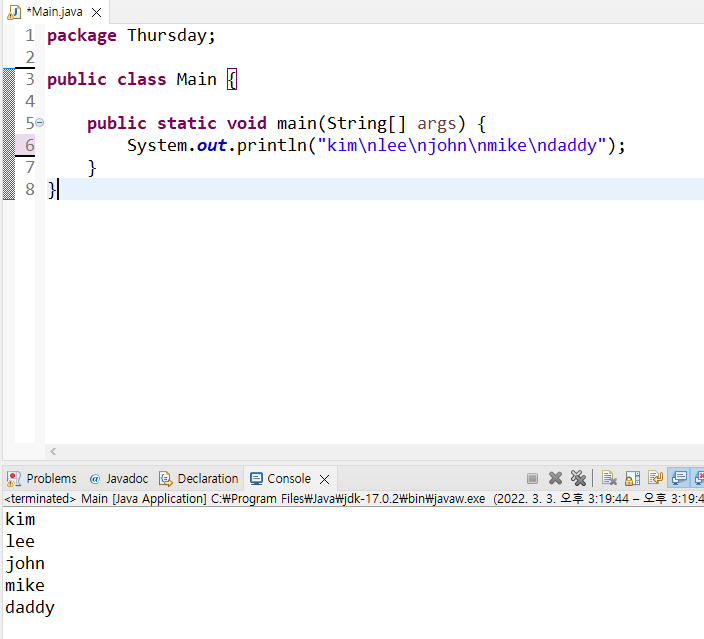 *Main.java
1 package Thursday;
2
3 public class Main {
4
5 public static void main(String[] args) {
6 System.out.println("kim\nlee\njohn\nmike\ndaddy");
7 }
8 }
Problems @ Javadoc Declaration Console
<terminated> Main [Java Application] C:₩Program Files₩Java₩jdk-17.0.2₩bin₩javaw.exe (2022. 3. 3. 오후 3:19:44 – 오후 3:19:4
kim
lee
john
mike
daddy